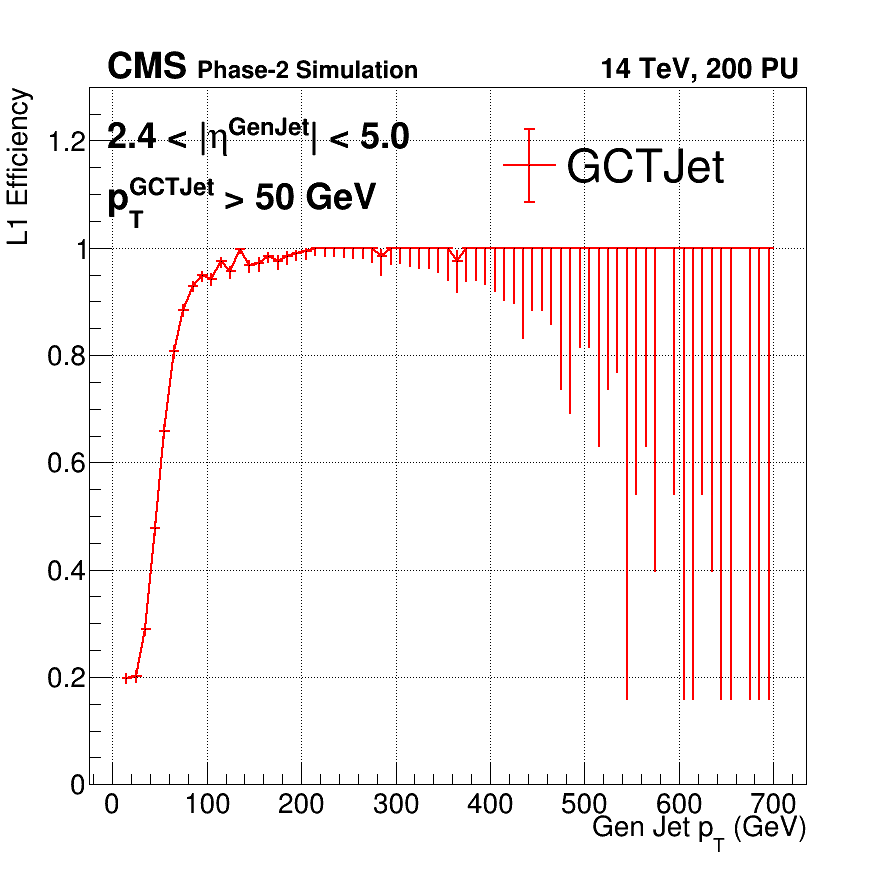 CMS Phase-2 Simulation 14 TeV, 200 PU
L1 Efficiency
2.4 < |η^GenJet| < 5.0
p_T^GCTJet > 50 GeV
GCTJet
1.2
1
0.8
0.6
0.4
0.2
0
0 100 200 300 400 500 600 700
Gen Jet p_T (GeV)